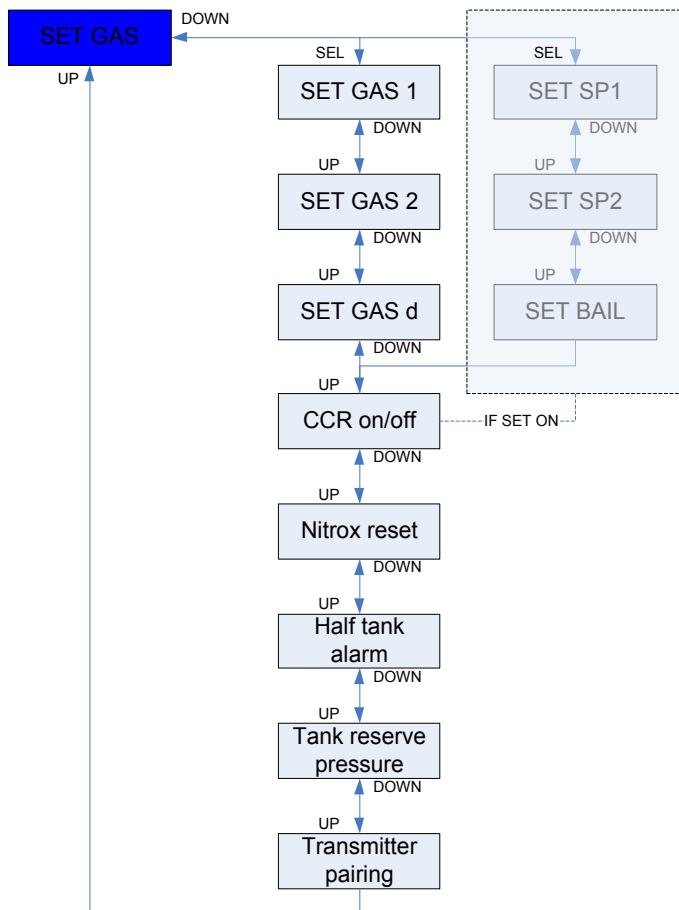 SET GAS
DOWN
UP
SEL
SEL
SET GAS 1
SET SP1
DOWN
DOWN
UP
UP
SET GAS 2
SET SP2
DOWN
DOWN
UP
UP
SET GAS d
SET BAIL
DOWN
UP
CCR on/off
IF SET ON
DOWN
UP
Nitrox reset
DOWN
UP
Half tank
alarm
DOWN
UP
Tank reserve
pressure
DOWN
UP
Transmitter
pairing